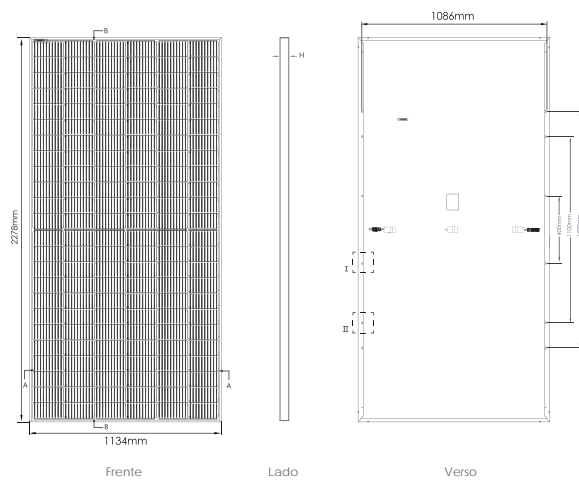 1086mm
B
H
2278mm
400mm
1100mm
I
II
A
A
B
1134mm
Frente
Lado
Verso